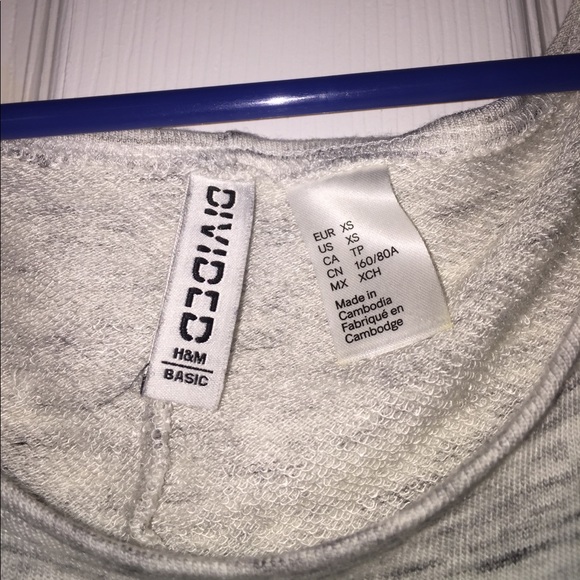 DIVIDED
H&M
BASIC
EUR XS
US XS
CA TP
CN 160/80A
MX XCH
Made in
Cambodia
Fabriqué en
Cambodge